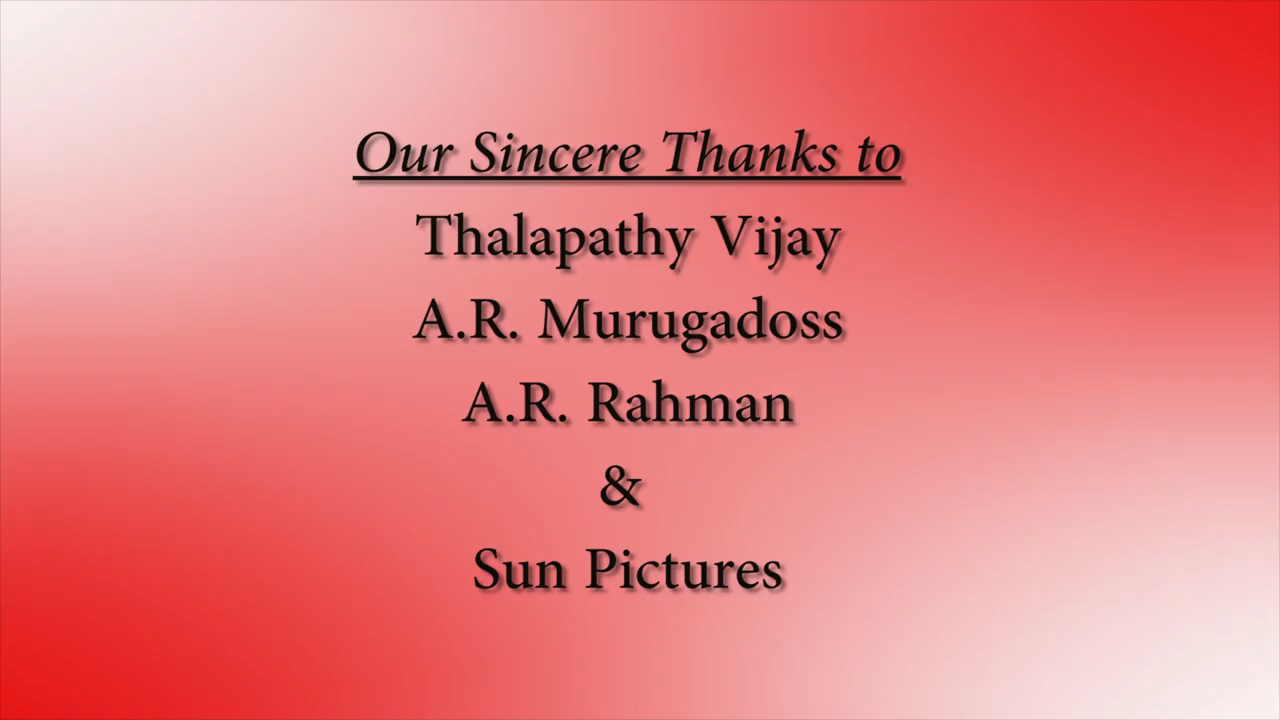 Our Sincere Thanks to
Thalapathy Vijay
A.R. Murugadoss
A.R. Rahman
&
Sun Pictures